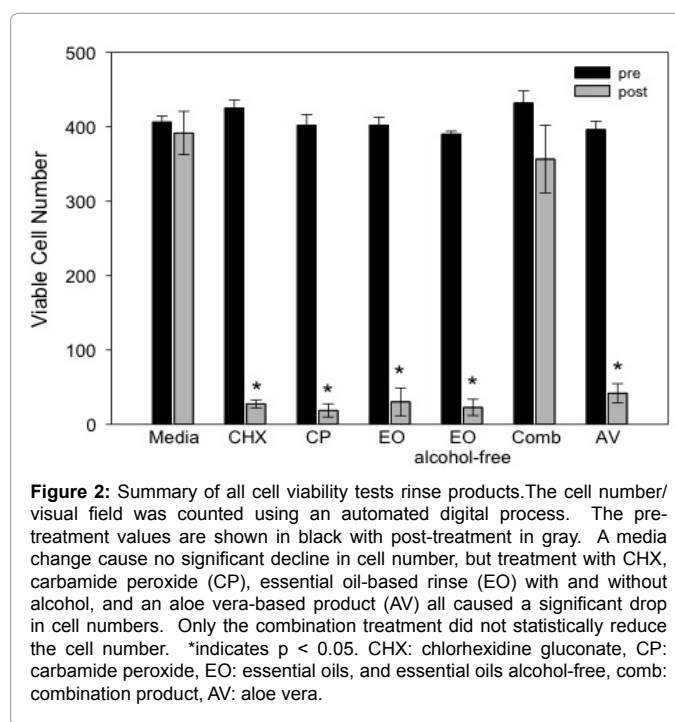 500
400
300
200
100
0
Viable Cell Number
pre
post
*
*
*
*
*
Media CHX CP EO EO Comb AV
alcohol-free
Figure 2: Summary of all cell viability tests rinse products.The cell number/
visual field was counted using an automated digital process. The pre-
treatment values are shown in black with post-treatment in gray. A media
change cause no significant decline in cell number, but treatment with CHX,
carbamide peroxide (CP), essential oil-based rinse (EO) with and without
alcohol, and an aloe vera-based product (AV) all caused a significant drop
in cell numbers. Only the combination treatment did not statistically reduce
the cell number. *indicates p < 0.05. CHX: chlorhexidine gluconate, CP:
carbamide peroxide, EO: essential oils, and essential oils alcohol-free, comb:
combination product, AV: aloe vera.